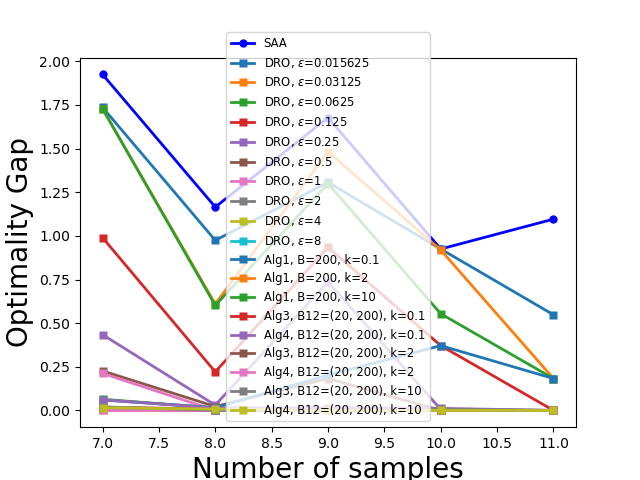 2.00
1.75
1.50
1.25
1.00
0.75
0.50
0.25
0.00
Optimality Gap
SAA
DRO, ε=0.015625
DRO, ε=0.03125
DRO, ε=0.0625
DRO, ε=0.125
DRO, ε=0.25
DRO, ε=0.5
DRO, ε=1
DRO, ε=2
DRO, ε=4
DRO, ε=8
Alg1, B=200, k=0.1
Alg1, B=200, k=2
Alg1, B=200, k=10
Alg3, B12=(20, 200), k=0.1
Alg4, B12=(20, 200), k=0.1
Alg3, B12=(20, 200), k=2
Alg4, B12=(20, 200), k=2
Alg3, B12=(20, 200), k=10
Alg4, B12=(20, 200), k=10
7.0 7.5 8.0 8.5 9.0 9.5 10.0 10.5 11.0
Number of samples